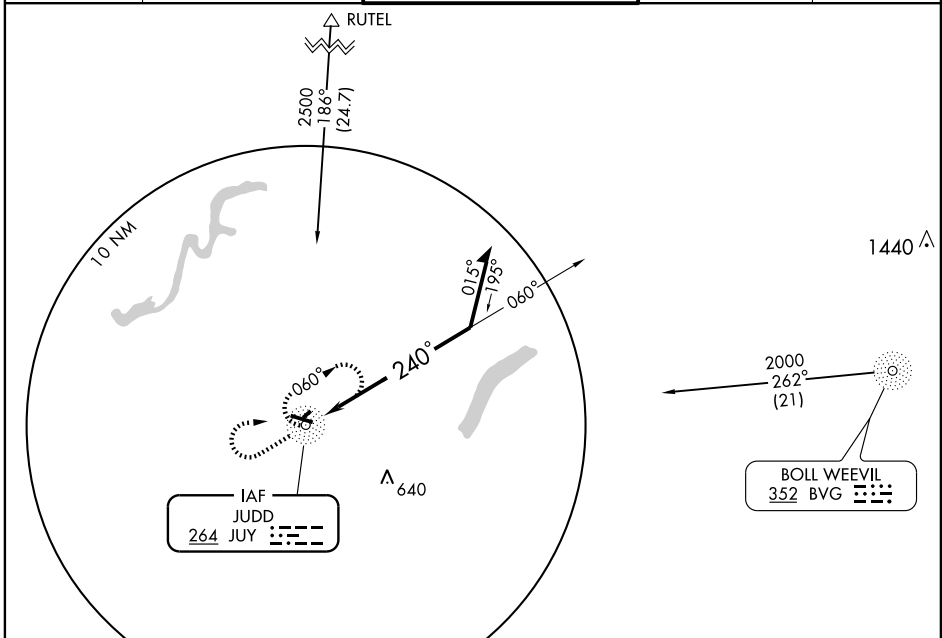 RUTEL
2500
186°
(24.7)
10 NM
1440
015°
195°
060°
240°
060°
2000
262°
(21)
640
IAF
JUDD
264 JUY
BOLL WEEVIL
352 BVG